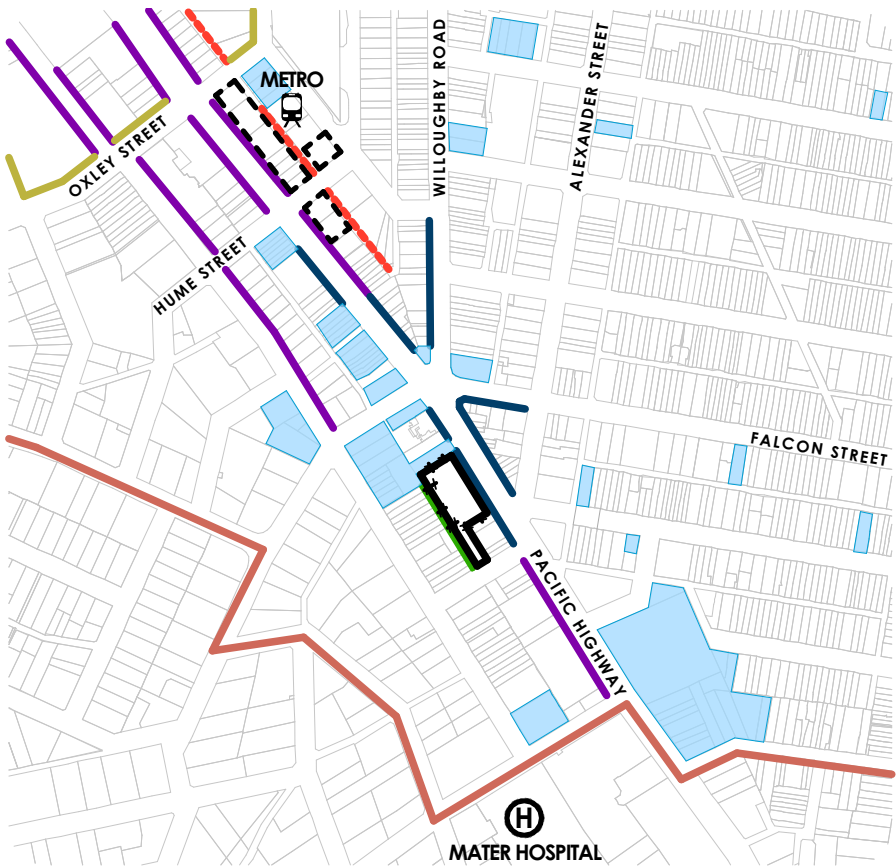 METRO
WILLOUGHBY ROAD
ALEXANDER STREET
OXLEY STREET
HUME STREET
FALCON STREET
PACIFIC HIGHWAY
H
MATER HOSPITAL